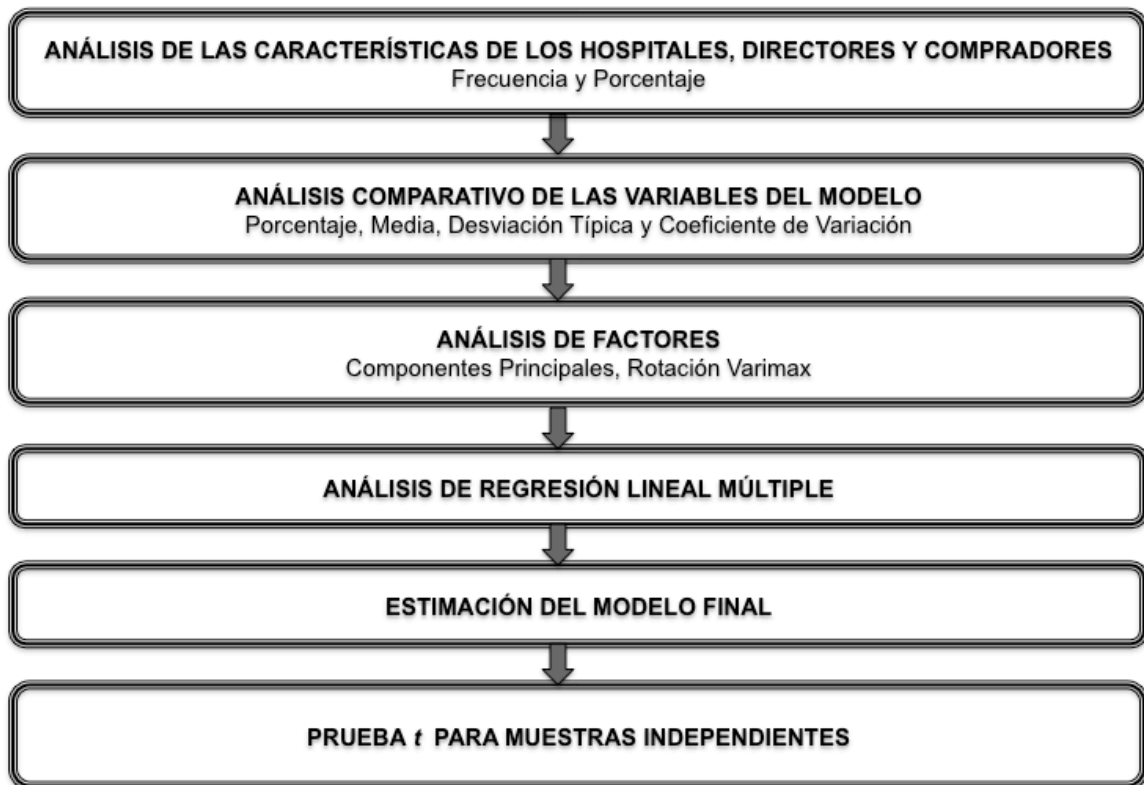 ANÁLISIS DE LAS CARACTERÍSTICAS DE LOS HOSPITALES, DIRECTORES Y COMPRADORES
Frecuencia y Porcentaje
ANÁLISIS COMPARATIVO DE LAS VARIABLES DEL MODELO
Porcentaje, Media, Desviación Típica y Coeficiente de Variación
ANÁLISIS DE FACTORES
Componentes Principales, Rotación Varimax
ANÁLISIS DE REGRESIÓN LINEAL MÚLTIPLE
ESTIMACIÓN DEL MODELO FINAL
PRUEBA t PARA MUESTRAS INDEPENDIENTES